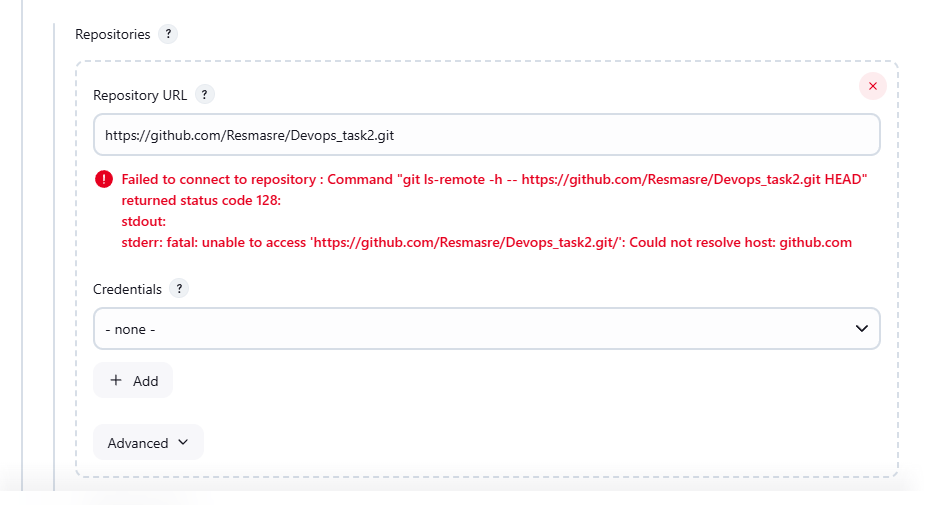 Repositories ?
Repository URL ?
https://github.com/Resmasre/Devops_task2.git
Failed to connect to repository : Command "git ls-remote -h -- https://github.com/Resmasre/Devops_task2.git HEAD"
returned status code 128:
stdout:
stderr: fatal: unable to access 'https://github.com/Resmasre/Devops_task2.git/': Could not resolve host: github.com
Credentials ?
- none -
+ Add
Advanced